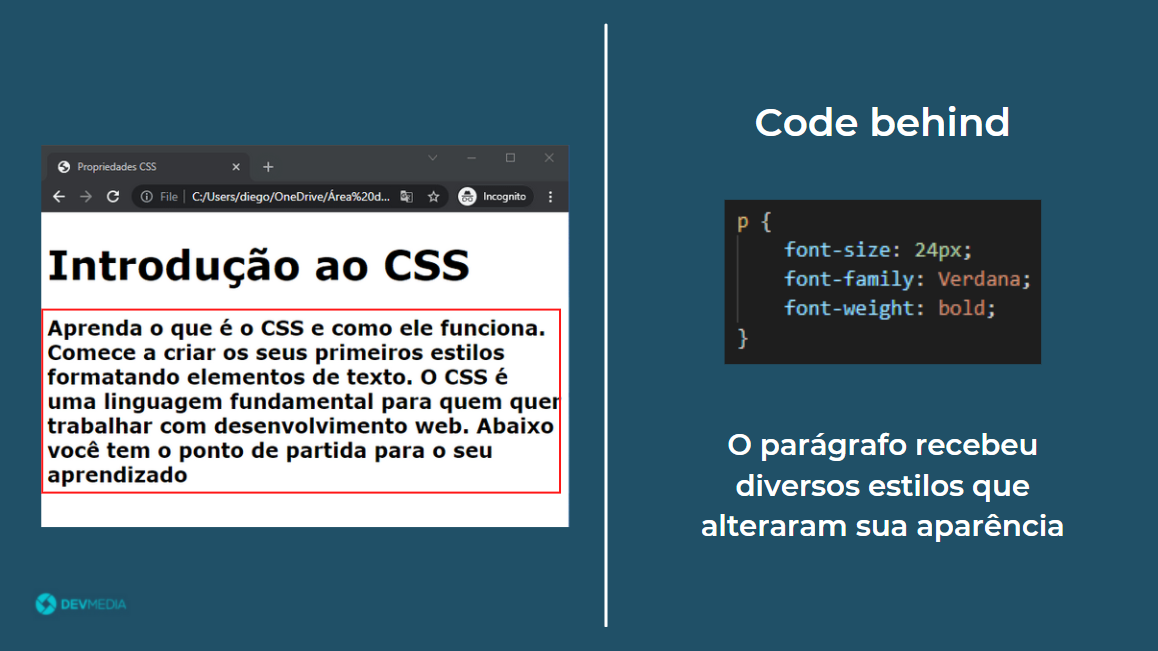 Propriedades CSS
File
C:/Users/diego/OneDrive/Área%20d...
Incognito
Introdução ao CSS
Aprenda o que é o CSS e como ele funciona.
Comece a criar os seus primeiros estilos
formatando elementos de texto. O CSS é
uma linguagem fundamental para quem quer
trabalhar com desenvolvimento web. Abaixo
você tem o ponto de partida para o seu
aprendizado
DEVMEDIA
Code behind
p {
font-size: 24px;
font-family: Verdana;
font-weight: bold;
}
O parágrafo recebeu
diversos estilos que
alteraram sua aparência